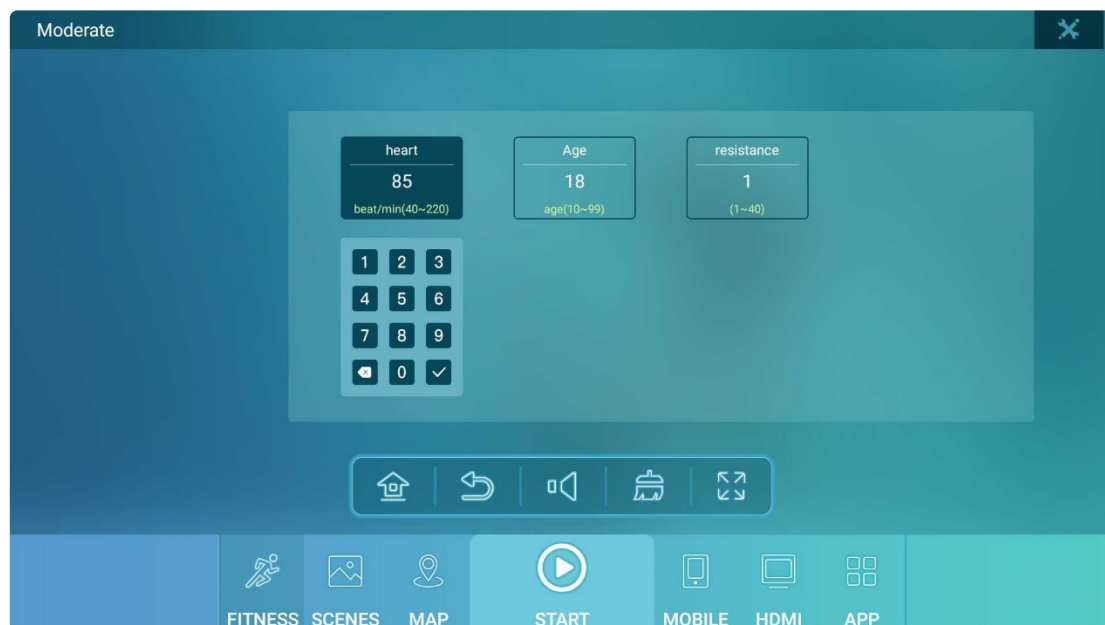 Moderate
heart
85
beat/min(40~220)
Age
18
age(10~99)
resistance
1
(1~40)
1 2 3
4 5 6
7 8 9
0
FITNESS SCENES MAP START MOBILE HDMI APP